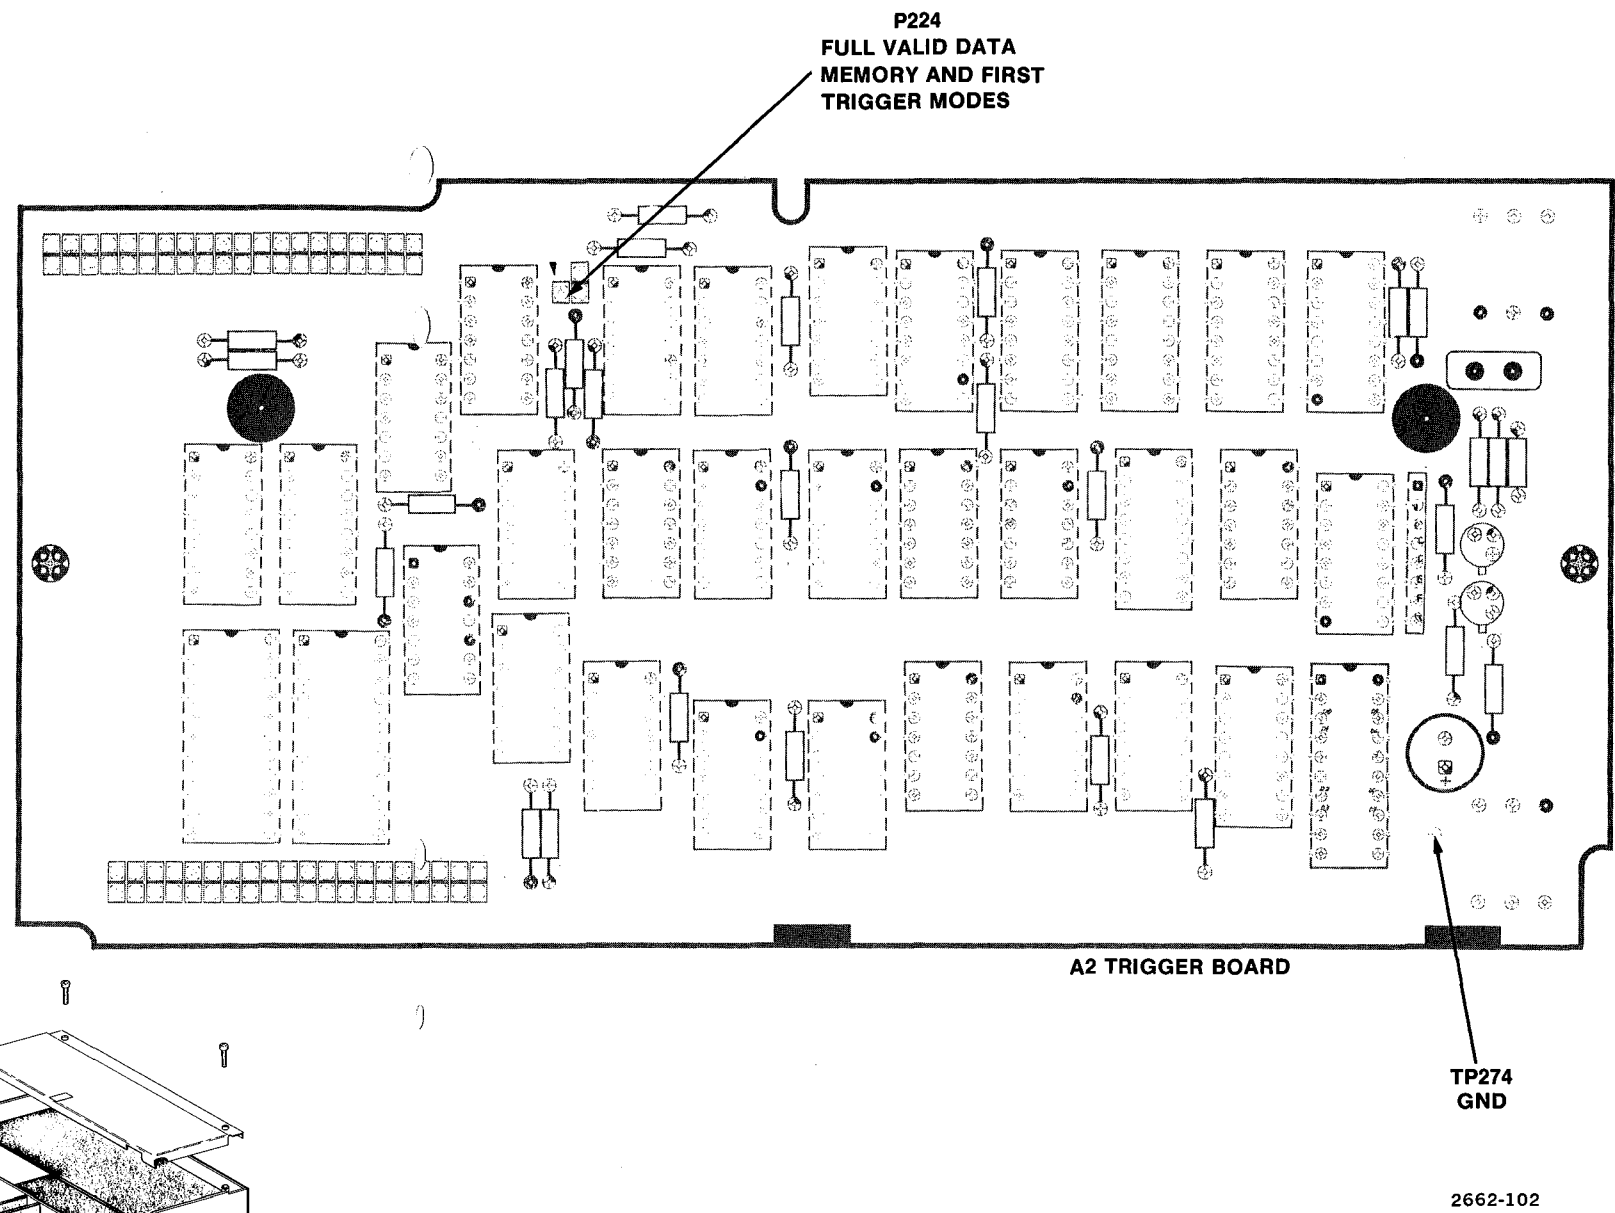 P224
FULL VALID DATA
MEMORY AND FIRST
TRIGGER MODES
A2 TRIGGER BOARD
TP274
GND
2662-102